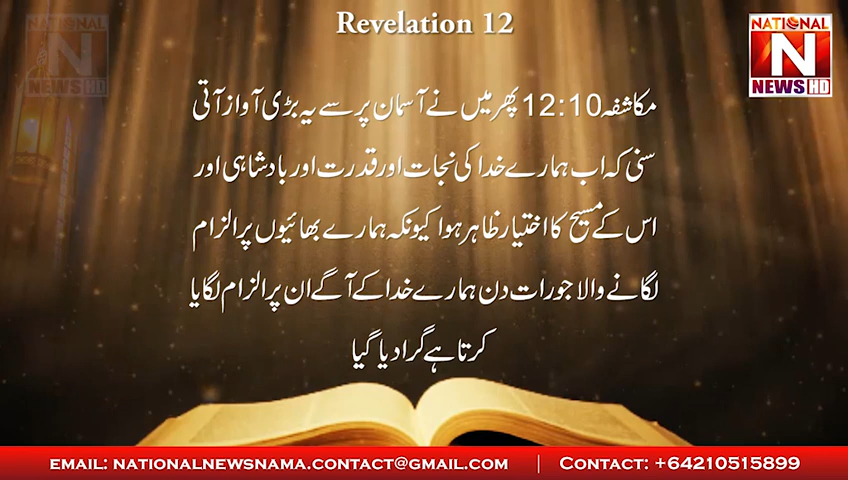 Revelation 12
NATIONAL
N
NEWS HD
NATIONAL
N
NEWS HD
مکاشفہ 12:10 پھر میں نے آسمان پر سے یہ بڑی آواز آتی
سنی کہ اب ہمارے خدا کی نجات اور قدرت اور بادشاہی اور
اس کے مسیح کا اختیار ظاہر ہوا کیونکہ ہمارے بھائیوں پر الزام
لگانے والا جو رات دن ہمارے خدا کے آگے ان پر الزام لگایا
کرتا ہے گرا دیا گیا
EMAIL: NATIONALNEWSNAMA.CONTACT@GMAIL.COM | CONTACT: +64210515899